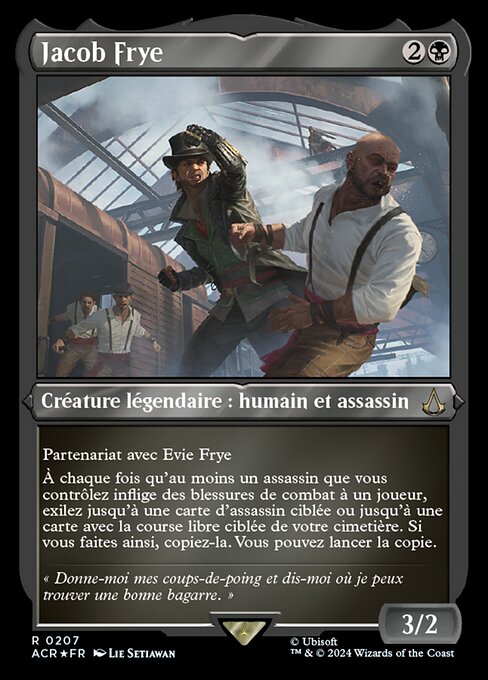 Jacob Frye 2
Créature légendaire : humain et assassin
Partenariat avec Evie Frye
À chaque fois qu'au moins un assassin que vous
contrôlez inflige des blessures de combat à un joueur,
exilez jusqu'à une carte d'assassin ciblée ou jusqu'à une
carte avec la course libre ciblée de votre cimetière. Si
vous faites ainsi, copiez-la. Vous pouvez lancer la copie.
« Donne-moi mes coups-de-poing et dis-moi où je peux
trouver une bonne bagarre. »
3/2
R 0207
ACR★FR Lie Setiawan
© Ubisoft
™ & © 2024 Wizards of the Coast